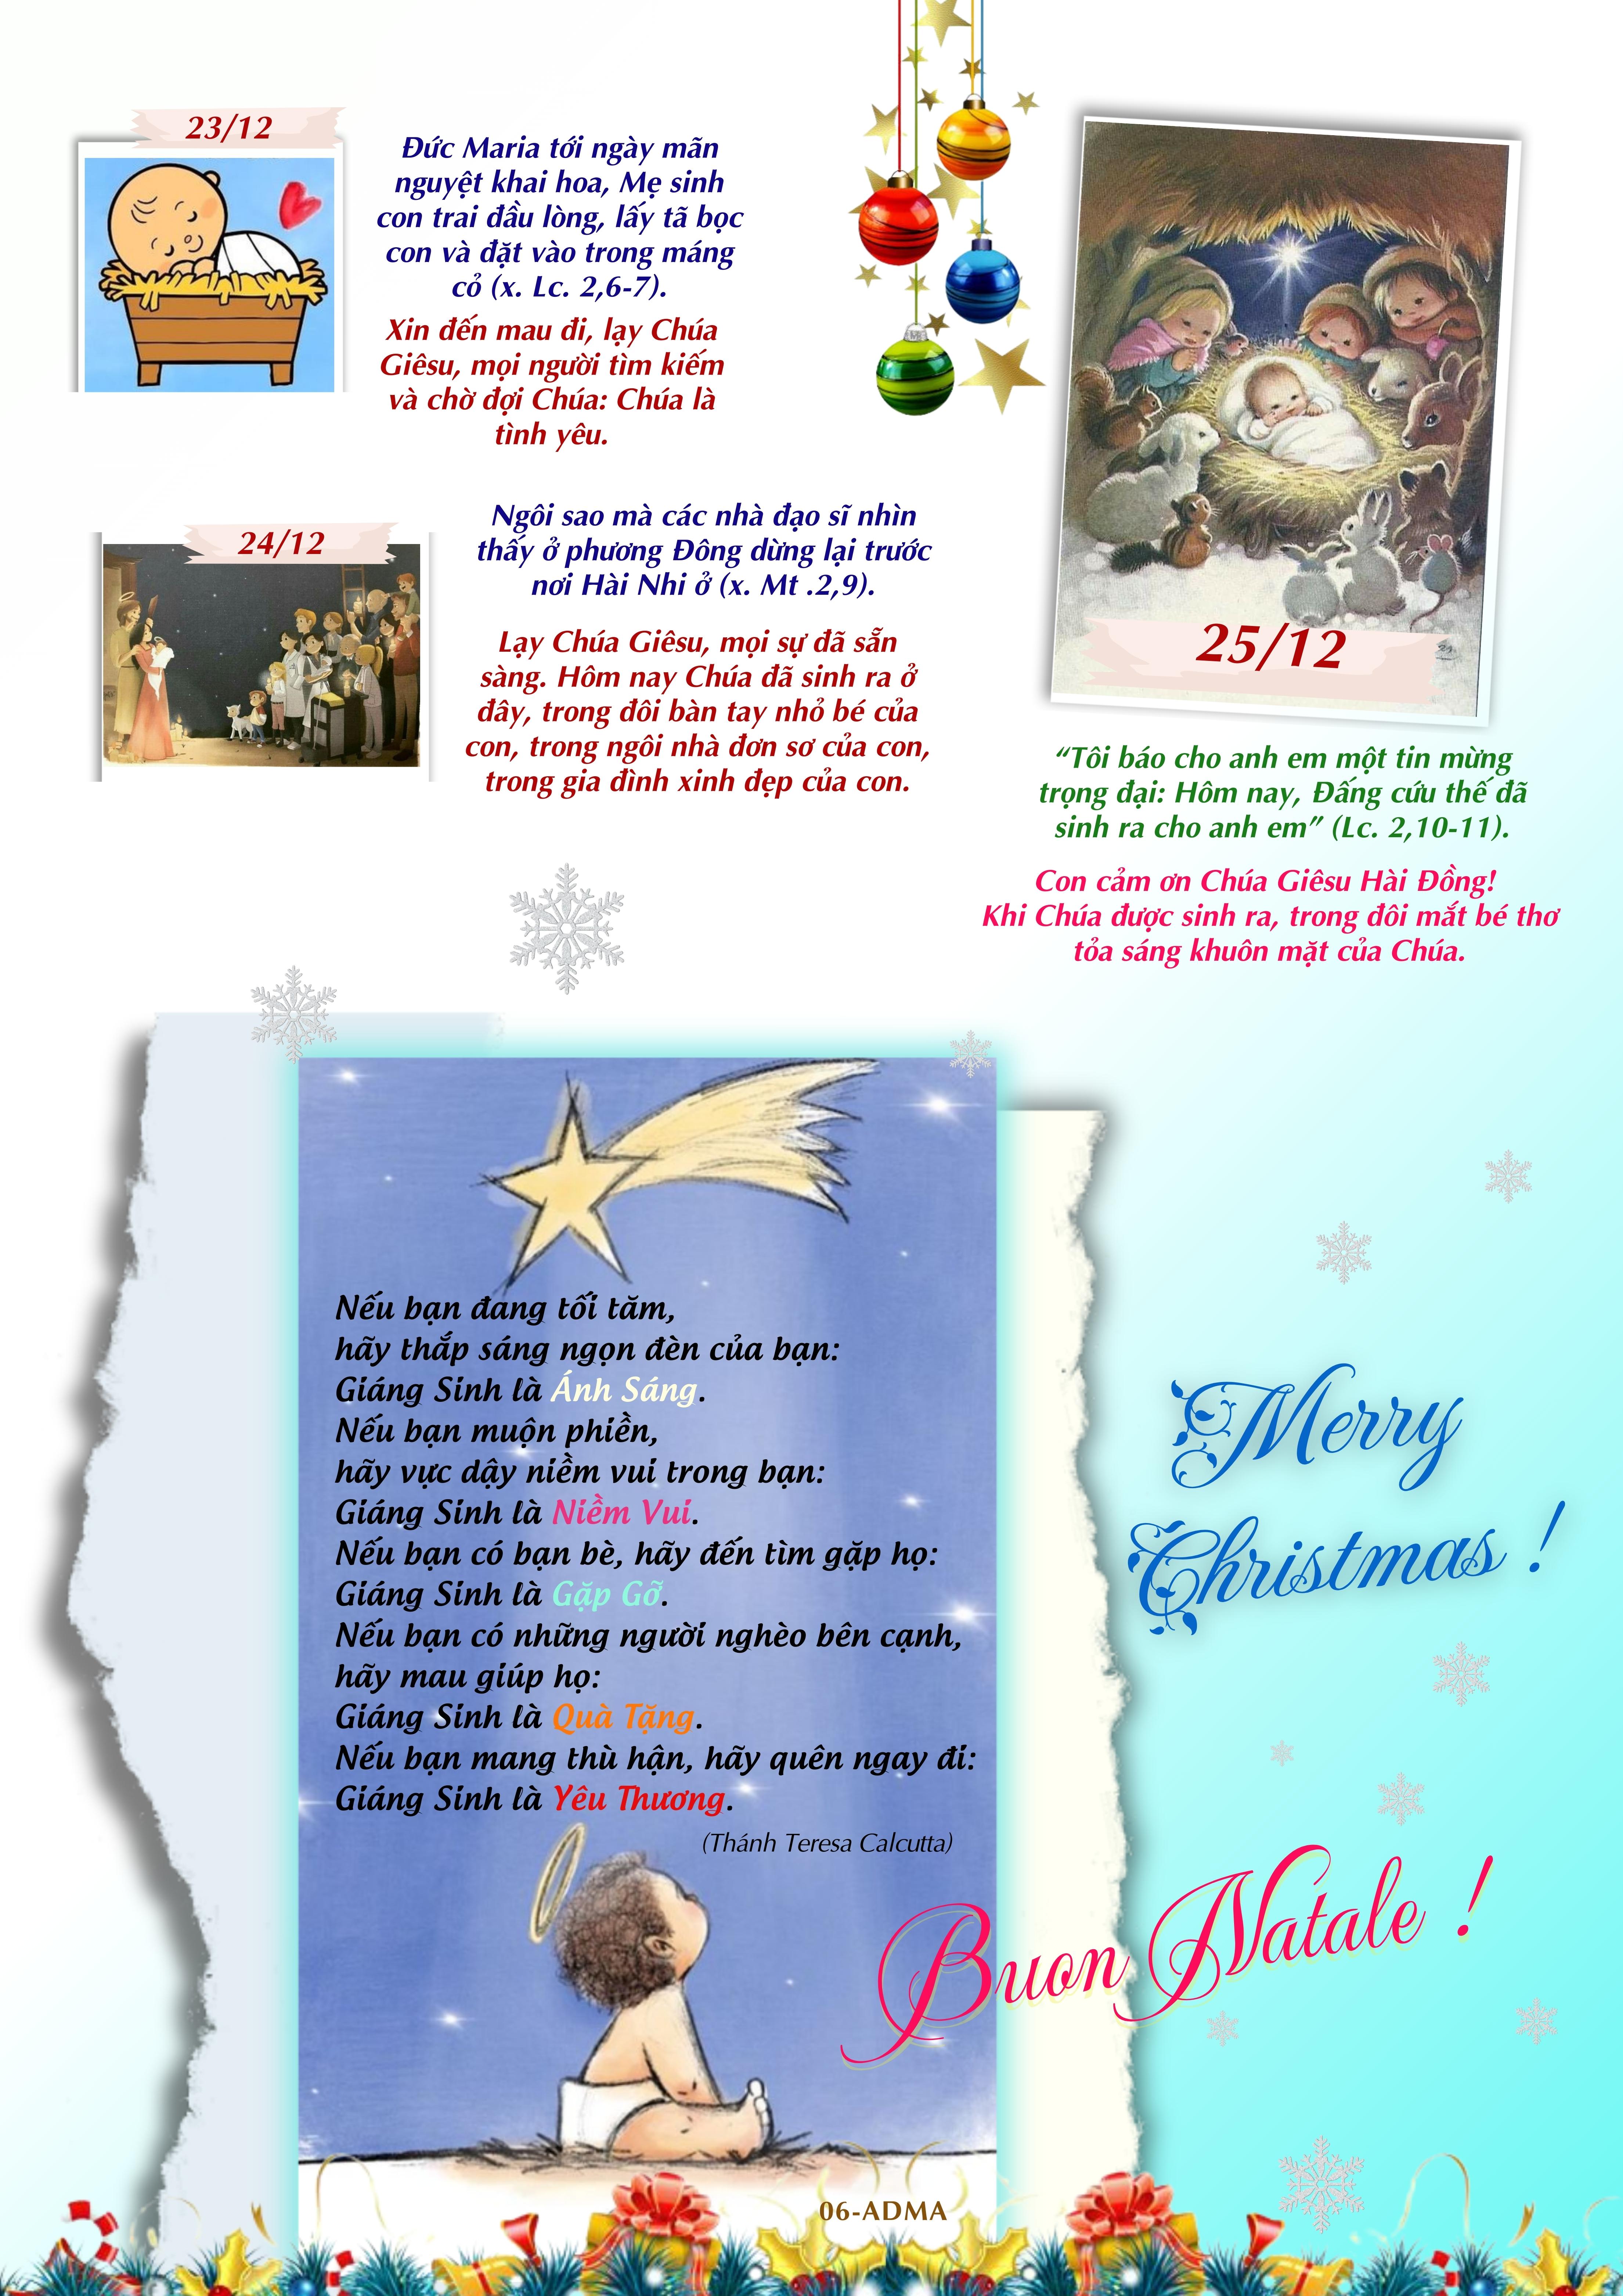 23/12
Đức Maria tới ngày mãn
nguyệt khai hoa, Mẹ sinh
con trai đầu lòng, lấy tã bọc
con và đặt vào trong máng
cỏ (x. Lc. 2,6-7).
Xin đến mau đi, lạy Chúa
Giêsu, mọi người tìm kiếm
và chờ đợi Chúa: Chúa là
tình yêu.
24/12
Ngôi sao mà các nhà đạo sĩ nhìn
thấy ở phương Đông dừng lại trước
nơi Hài Nhi ở (x. Mt .2,9).
Lạy Chúa Giêsu, mọi sự đã sẵn
sàng. Hôm nay Chúa đã sinh ra ở
đây, trong đôi bàn tay nhỏ bé của
con, trong ngôi nhà đơn sơ của con,
trong gia đình xinh đẹp của con.
25/12
“Tôi báo cho anh em một tin mừng
trọng đại: Hôm nay, Đấng cứu thế đã
sinh ra cho anh em” (Lc. 2,10-11).
Con cảm ơn Chúa Giêsu Hài Đồng!
Khi Chúa được sinh ra, trong đôi mắt bé thơ
tỏa sáng khuôn mặt của Chúa.
Nếu bạn đang tối tăm,
hãy thắp sáng ngọn đèn của bạn:
Giáng Sinh là Ánh Sáng.
Nếu bạn muộn phiền,
hãy vực dậy niềm vui trong bạn:
Giáng Sinh là Niềm Vui.
Nếu bạn có bạn bè, hãy đến tìm gặp họ:
Giáng Sinh là Gặp Gỡ.
Nếu bạn có những người nghèo bên cạnh,
hãy mau giúp họ:
Giáng Sinh là Quà Tặng.
Nếu bạn mang thù hận, hãy quên ngay đi:
Giáng Sinh là Yêu Thương.
(Thánh Teresa Calcutta)
Merry
Christmas !
Buon Natale !
06-ADMA